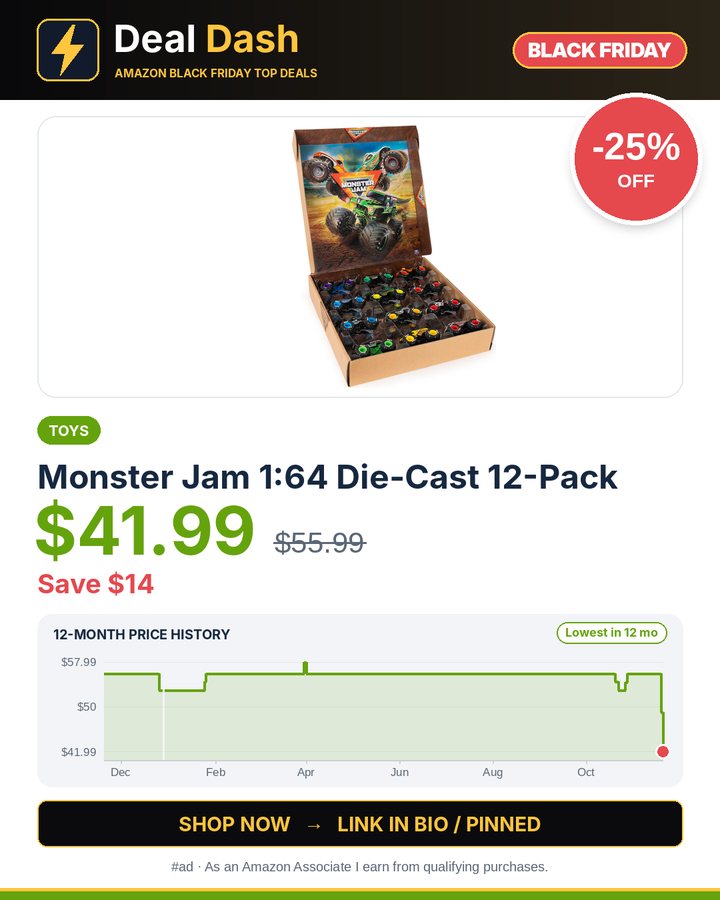 Deal Dash
AMAZON BLACK FRIDAY TOP DEALS
BLACK FRIDAY
-25%
OFF
MONSTER JAM
TOYS
Monster Jam 1:64 Die-Cast 12-Pack
$41.99 $55.99
Save $14
12-MONTH PRICE HISTORY
Lowest in 12 mo
$57.99
$50
$41.99
Dec Feb Apr Jun Aug Oct
SHOP NOW → LINK IN BIO / PINNED
#ad · As an Amazon Associate I earn from qualifying purchases.